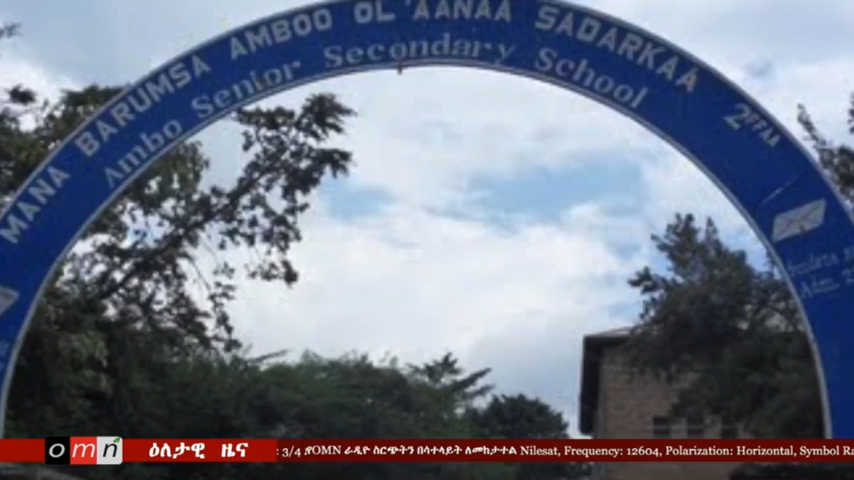 MANA BARUMSA AMBOO OL'AANAA SADARKAA 2FFAA
Ambo Senior Secondary School
omn
ዕለታዊ ዜና
: 3/4 የOMN ራዲዮ ስርጭትን በሳተላይት ለመከታተል Nilesat, Frequency: 12604, Polarization: Horizontal, Symbol Ra